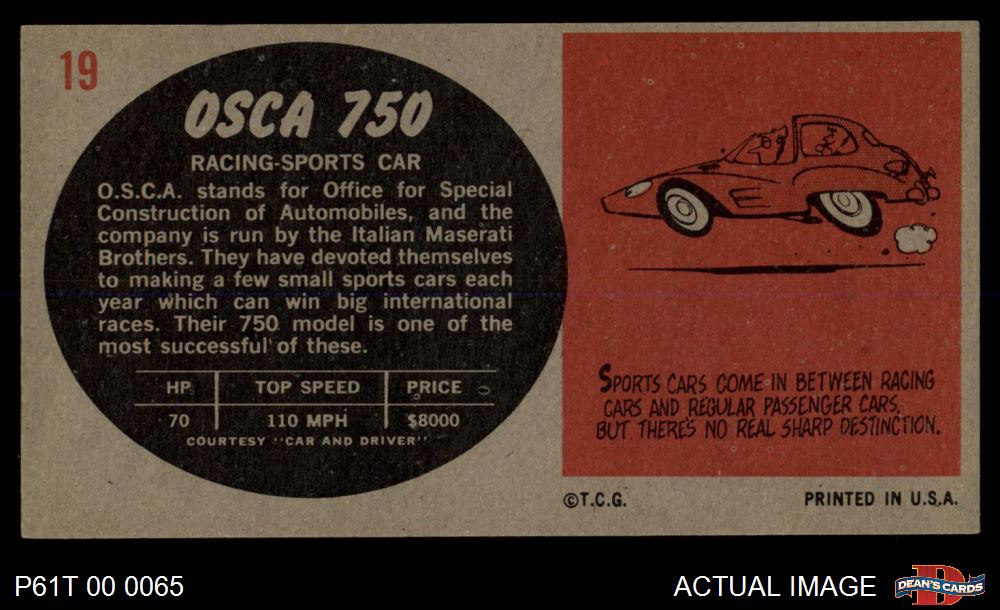 19
OSCA 750
RACING-SPORTS CAR
O.S.C.A. stands for Office for Special
Construction of Automobiles, and the
company is run by the Italian Maserati
Brothers. They have devoted themselves
to making a few small sports cars each
year which can win big international
races. Their 750 model is one of the
most successful of these.
HP TOP SPEED PRICE
70 110 MPH $8000
COURTESY "CAR AND DRIVER"
SPORTS CARS COME IN BETWEEN RACING
CARS AND REGULAR PASSENGER CARS,
BUT THERE'S NO REAL SHARP DESTINCTION.
©T.C.G.
PRINTED IN U.S.A.
P61T 00 0065
ACTUAL IMAGE
D
DEAN'S CARDS